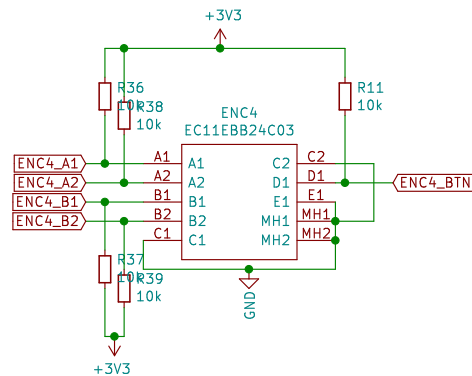 +3V3
R36
10k
R38
10k
R11
10k
ENC4
EC11EBB24C03
ENC4_A1
A1
A1
C2
C2
ENC4_A2
A2
A2
D1
D1
ENC4_BTN
ENC4_B1
B1
B1
E1
E1
ENC4_B2
B2
B2
MH1
MH1
C1
C1
MH2
MH2
R37
10k
R39
10k
GND
+3V3